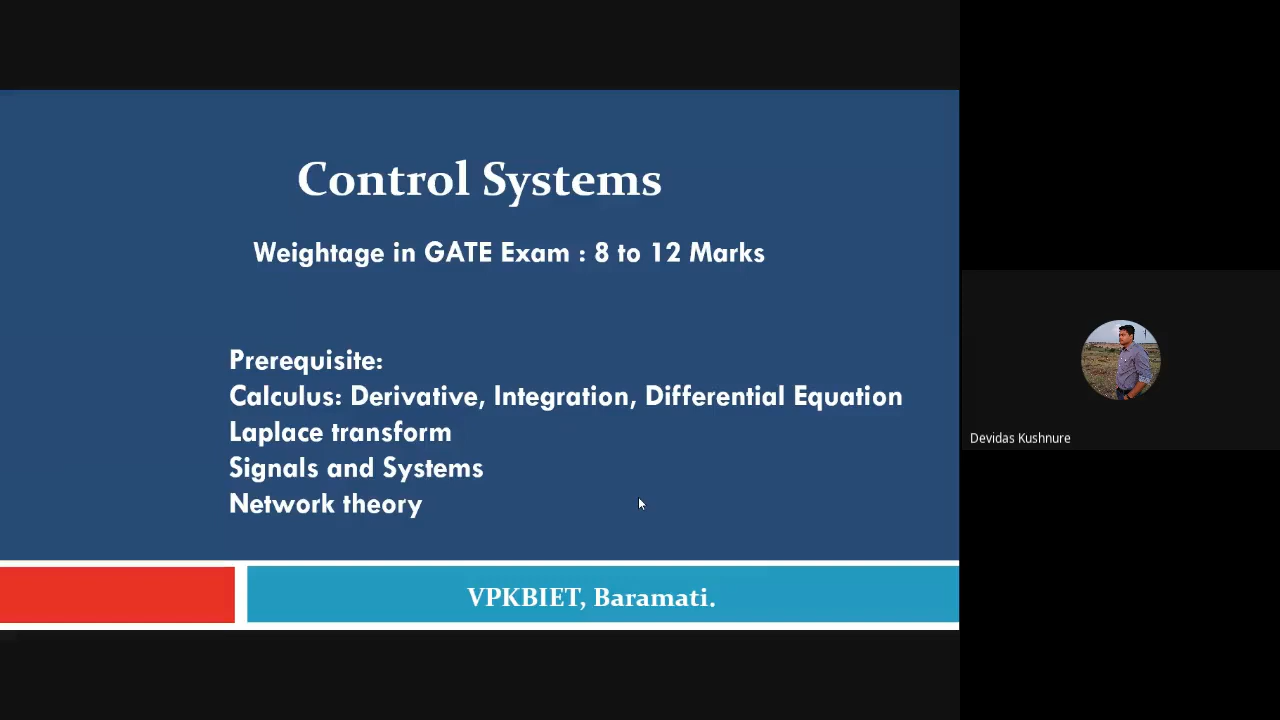 Control Systems
Weightage in GATE Exam : 8 to 12 Marks
Prerequisite:
Calculus: Derivative, Integration, Differential Equation
Laplace transform
Signals and Systems
Network theory
VPKBIET, Baramati.
Devidas Kushnure